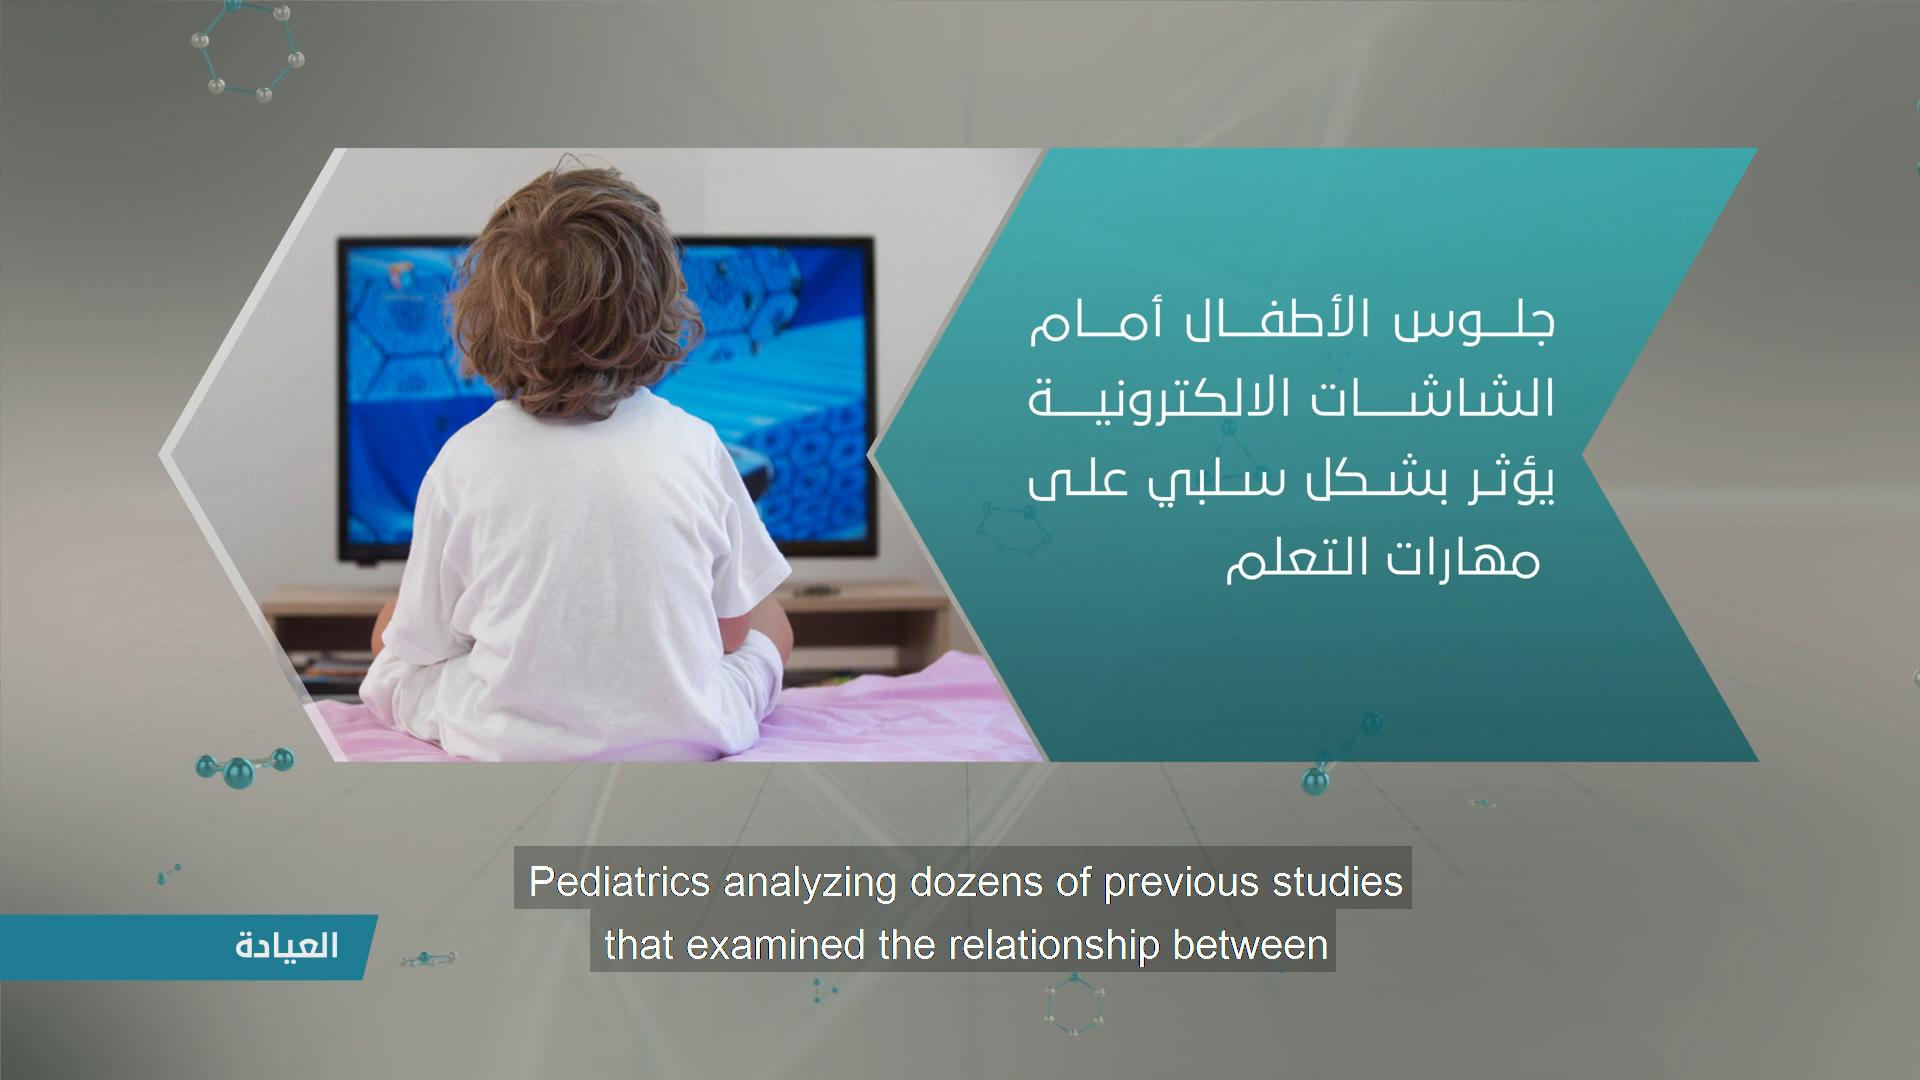 جلوس الأطفال أمام
الشاشات الالكترونية
يؤثر بشكل سلبي على
مهارات التعلم
Pediatrics analyzing dozens of previous studies
that examined the relationship between
العيادة